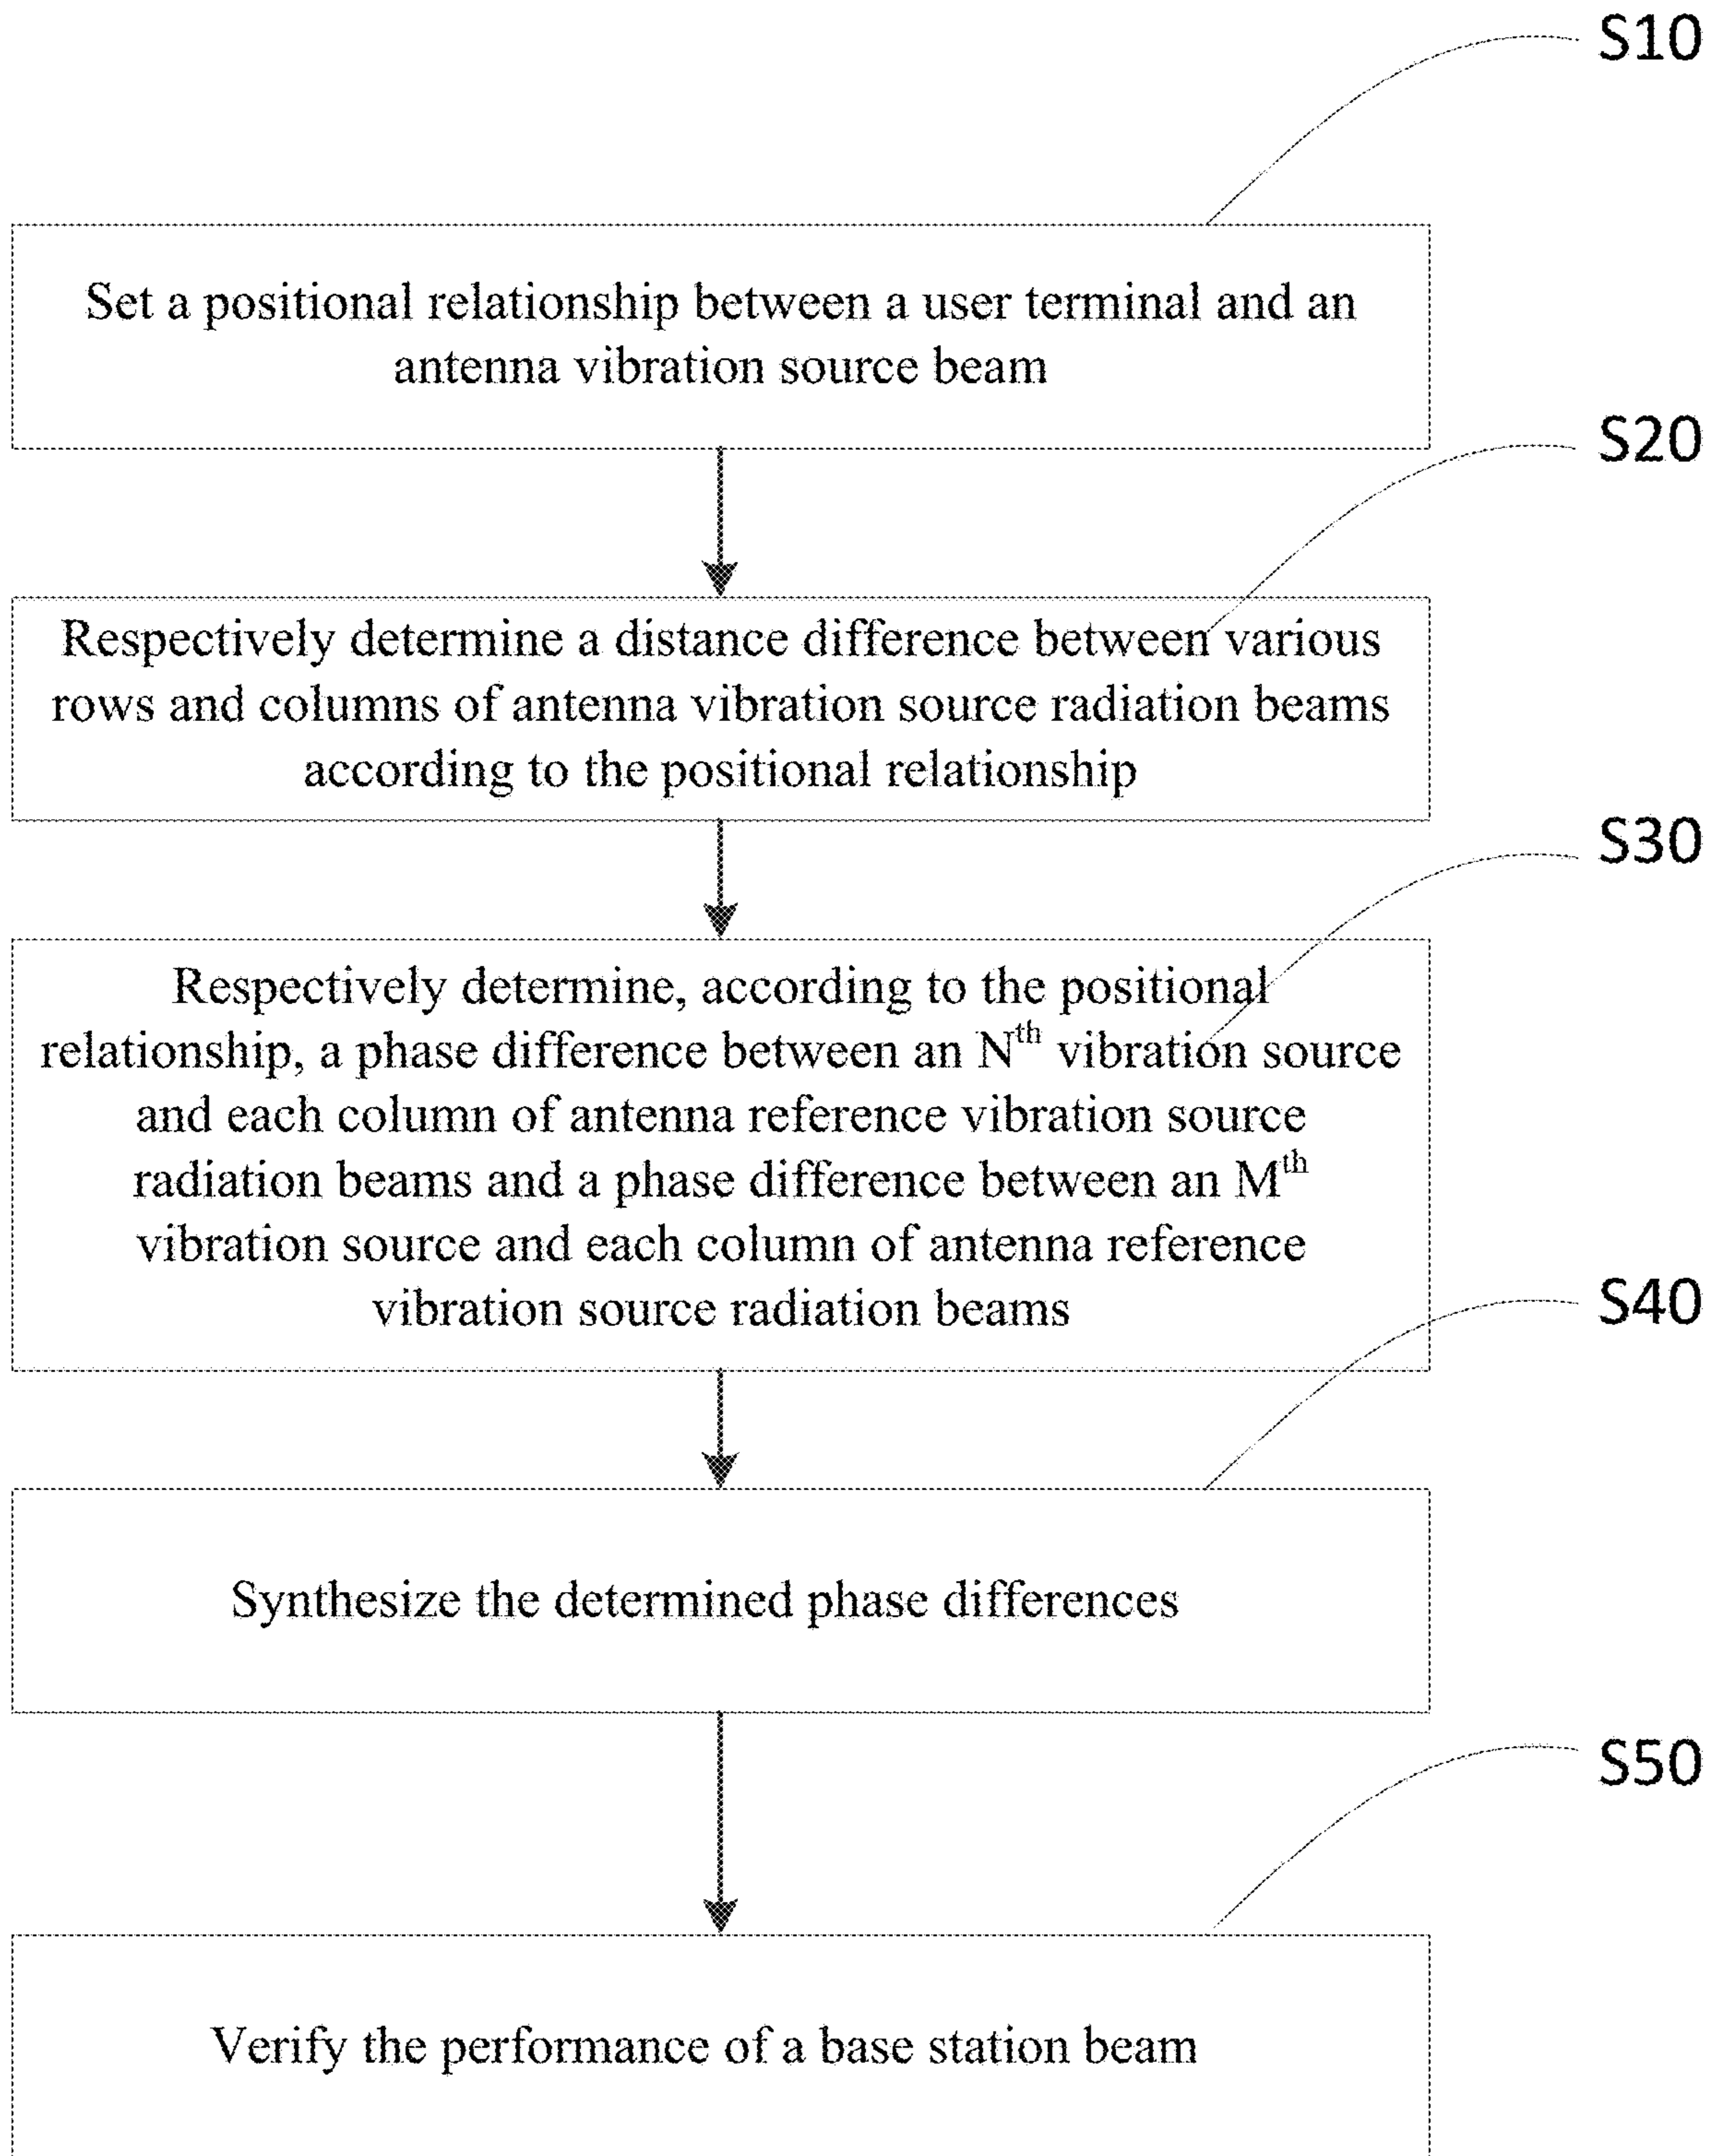 S10
Set a positional relationship between a user terminal and an
antenna vibration source beam
S20
Respectively determine a distance difference between various
rows and columns of antenna vibration source radiation beams
according to the positional relationship
S30
Respectively determine, according to the positional
relationship, a phase difference between an Nth vibration source
and each column of antenna reference vibration source
radiation beams and a phase difference between an Mth
vibration source and each column of antenna reference
vibration source radiation beams
S40
Synthesize the determined phase differences
S50
Verify the performance of a base station beam